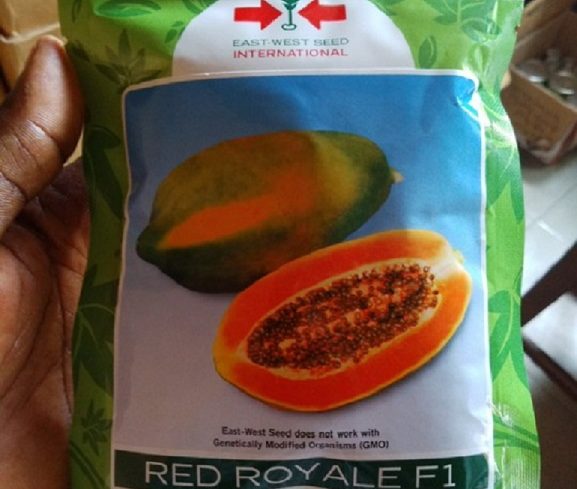 EAST-WEST SEED
INTERNATIONAL
East-West Seed does not work with
Genetically Modified Organisms (GMO)
RED ROYALE F1